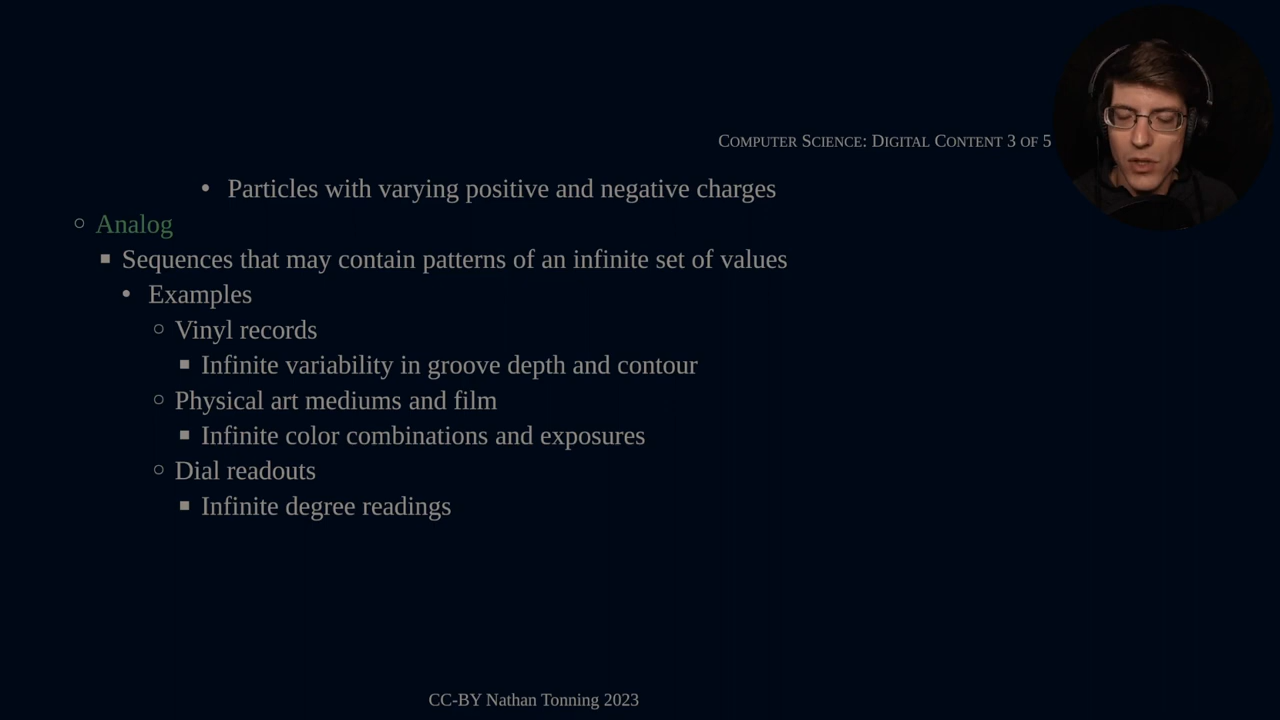 Computer Science: Digital Content 3 of 5
• Particles with varying positive and negative charges
○ Analog
▪ Sequences that may contain patterns of an infinite set of values
• Examples
○ Vinyl records
▪ Infinite variability in groove depth and contour
○ Physical art mediums and film
▪ Infinite color combinations and exposures
○ Dial readouts
▪ Infinite degree readings
CC-BY Nathan Tonning 2023